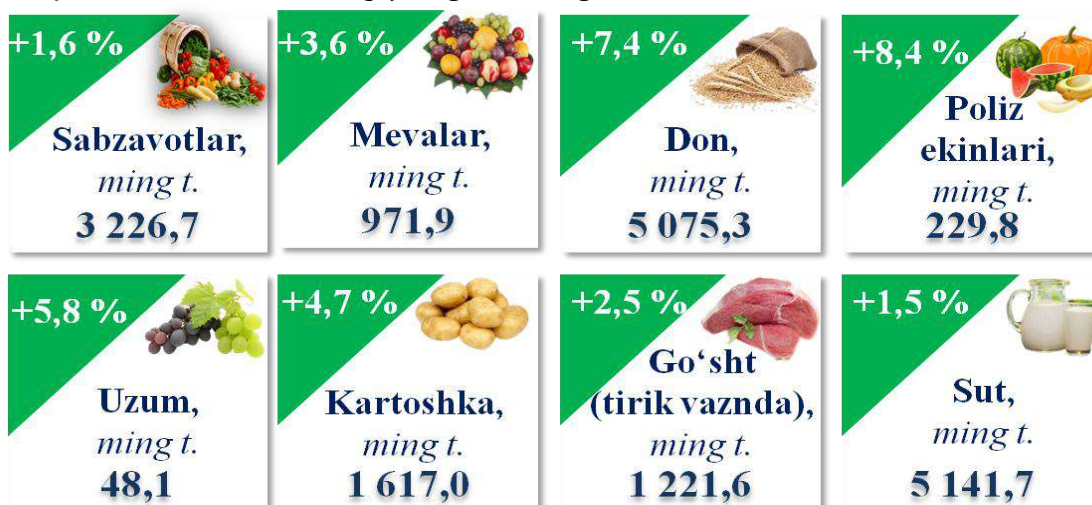 +1,6 %
Sabzavotlar,
ming t.
3 226,7
+3,6 %
Mevalar,
ming t.
971,9
+7,4 %
Don,
ming t.
5 075,3
+8,4 %
Poliz
ekinlari,
ming t.
229,8
+5,8 %
Uzum,
ming t.
48,1
+4,7 %
Kartoshka,
ming t.
1 617,0
+2,5 %
Go‘sht
(tirik vaznda),
ming t.
1 221,6
+1,5 %
Sut,
ming t.
5 141,7